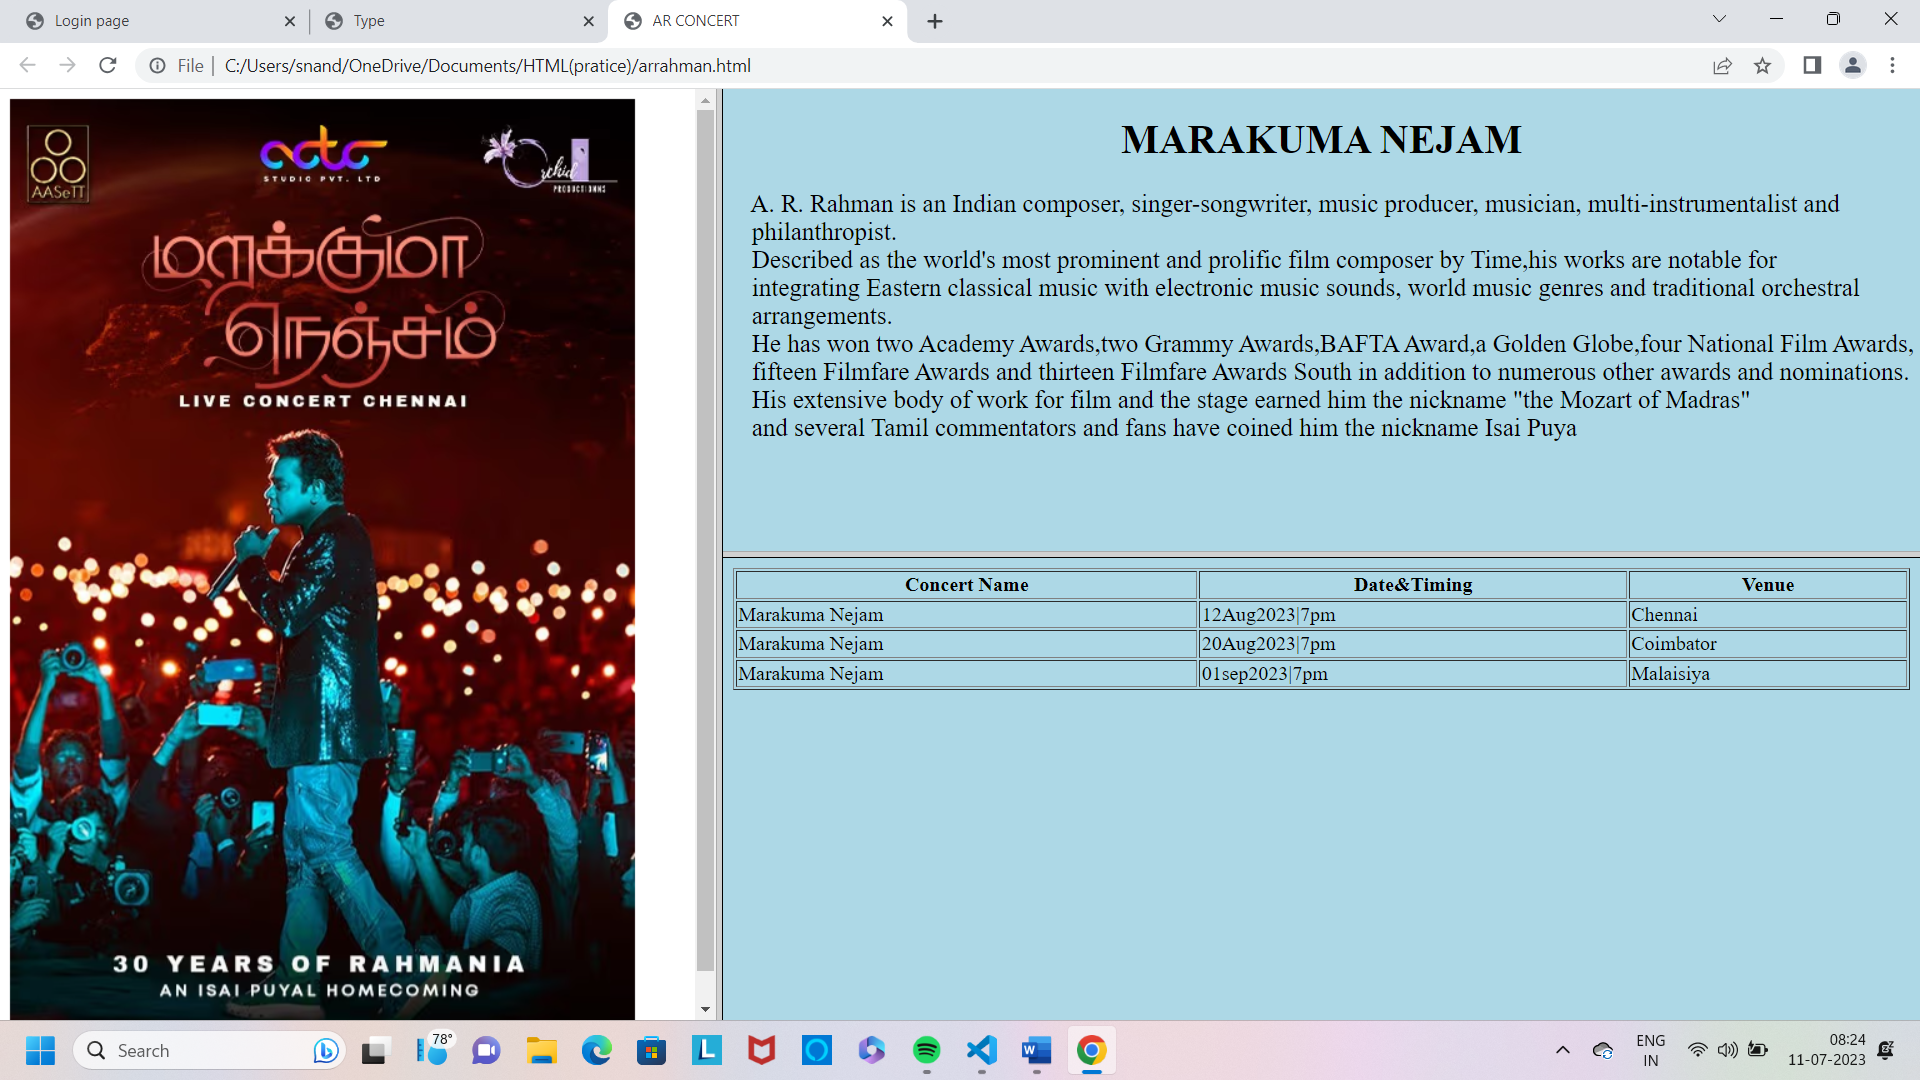 Login page
Type
AR CONCERT
File
C:/Users/snand/OneDrive/Documents/HTML(pratice)/arrahman.html
AASeTT
actc
STUDIO PVT. LTD
Orchid
PRODUCTIONS
மறக்குமா
நெஞ்சம்
LIVE CONCERT CHENNAI
30 YEARS OF RAHMANIA
AN ISAI PUYAL HOMECOMING
MARAKUMA NEJAM
A. R. Rahman is an Indian composer, singer-songwriter, music producer, musician, multi-instrumentalist and
philanthropist.
Described as the world's most prominent and prolific film composer by Time,his works are notable for
integrating Eastern classical music with electronic music sounds, world music genres and traditional orchestral
arrangements.
He has won two Academy Awards,two Grammy Awards,BAFTA Award,a Golden Globe,four National Film Awards,
fifteen Filmfare Awards and thirteen Filmfare Awards South in addition to numerous other awards and nominations.
His extensive body of work for film and the stage earned him the nickname "the Mozart of Madras"
and several Tamil commentators and fans have coined him the nickname Isai Puya
Concert Name Date&Timing Venue
Marakuma Nejam 12Aug2023|7pm Chennai
Marakuma Nejam 20Aug2023|7pm Coimbator
Marakuma Nejam 01sep2023|7pm Malaisiya
Search
78°
ENG
IN
08:24
11-07-2023